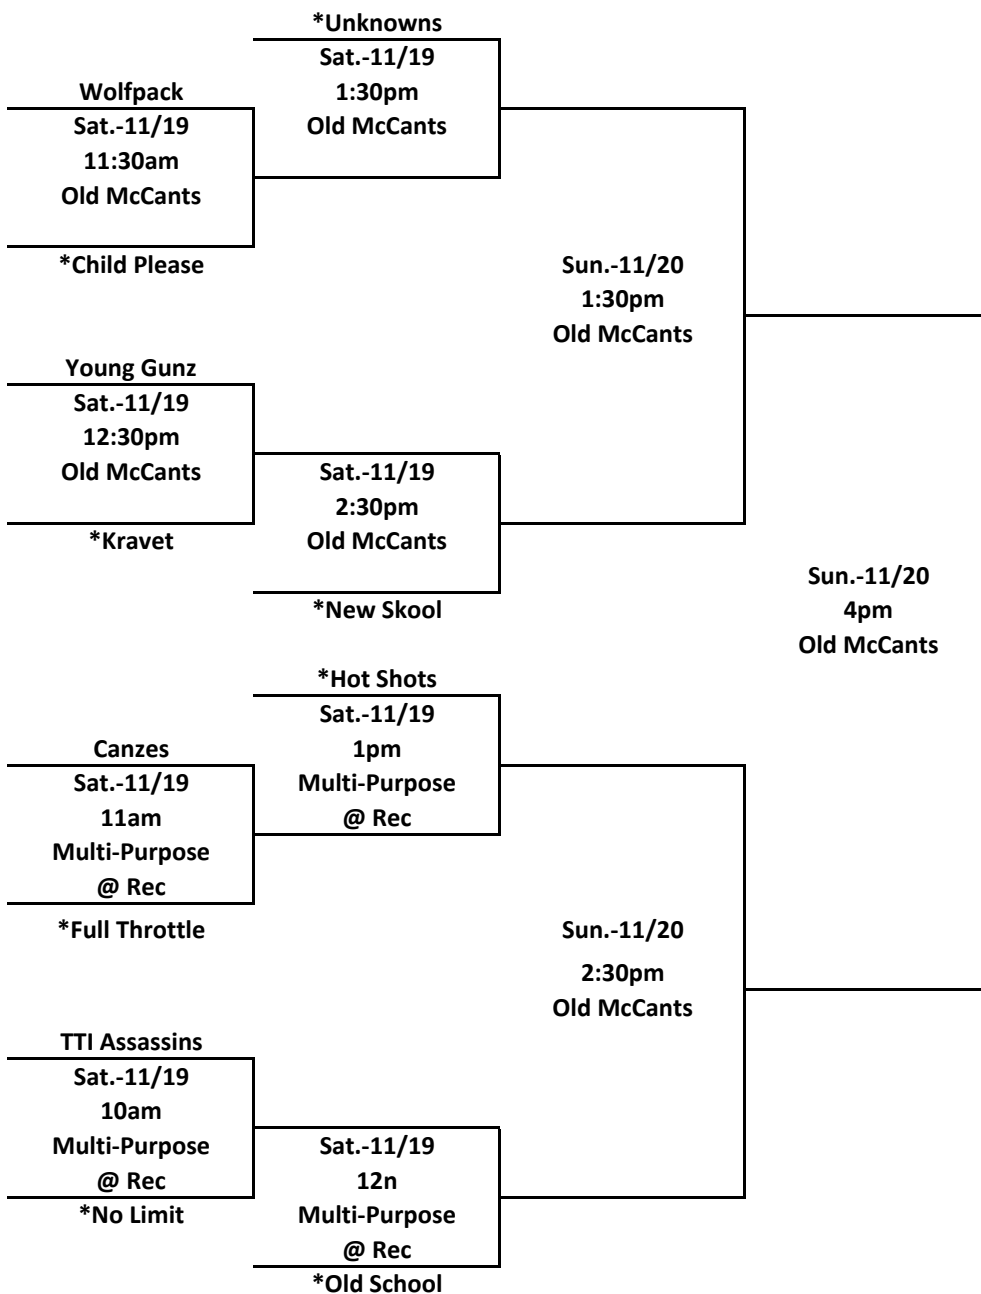 *Unknowns
Sat.-11/19
1:30pm
Old McCants
Wolfpack
Sat.-11/19
11:30am
Old McCants
*Child Please
Sun.-11/20
1:30pm
Old McCants
Young Gunz
Sat.-11/19
12:30pm
Old McCants
*Kravet
Sat.-11/19
2:30pm
Old McCants
*New Skool
Sun.-11/20
4pm
Old McCants
*Hot Shots
Sat.-11/19
1pm
Multi-Purpose
@ Rec
Canzes
Sat.-11/19
11am
Multi-Purpose
@ Rec
*Full Throttle
Sun.-11/20
2:30pm
Old McCants
TTI Assassins
Sat.-11/19
10am
Multi-Purpose
@ Rec
*No Limit
Sat.-11/19
12n
Multi-Purpose
@ Rec
*Old School